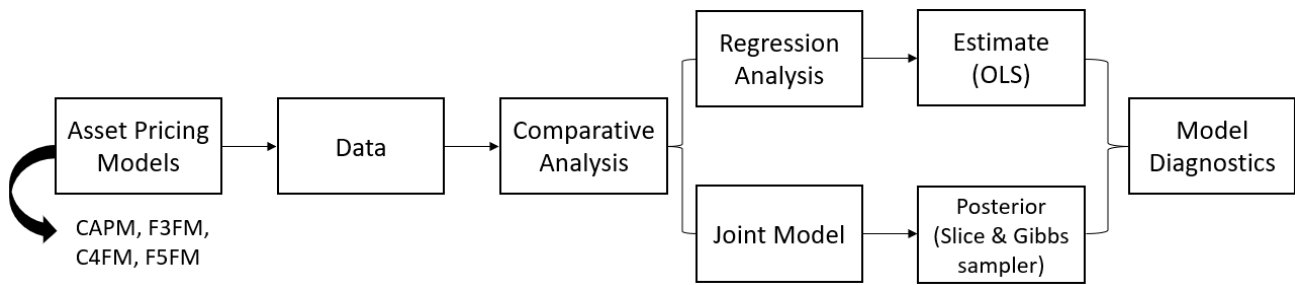 Asset Pricing
Models
CAPM, F3FM,
C4FM, F5FM
Data
Comparative
Analysis
Regression
Analysis
Estimate
(OLS)
Joint Model
Posterior
(Slice & Gibbs
sampler)
Model
Diagnostics